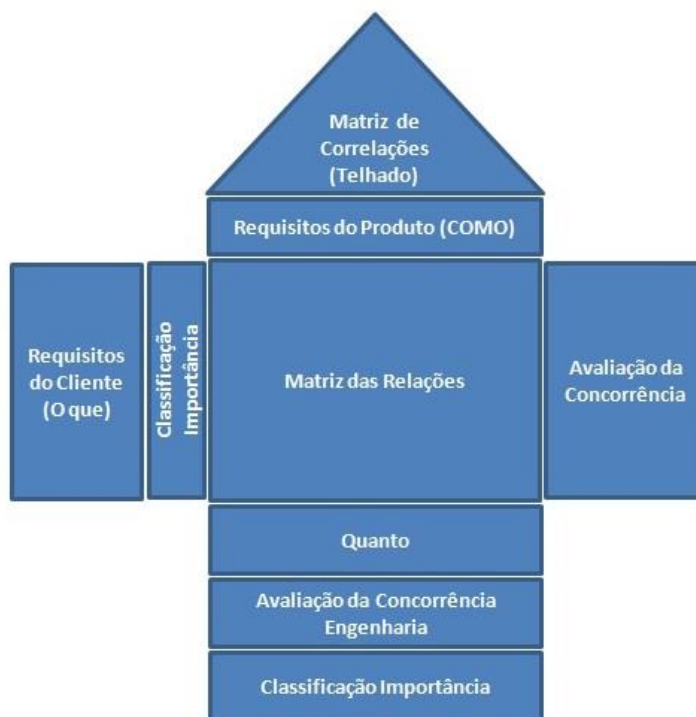 Matriz de
Correlações
(Telhado)
Requisitos do Produto (COMO)
Requisitos
do Cliente
(O que)
Classificação
Importância
Matriz das Relações
Avaliação da
Concorrência
Quanto
Avaliação da Concorrência
Engenharia
Classificação Importância